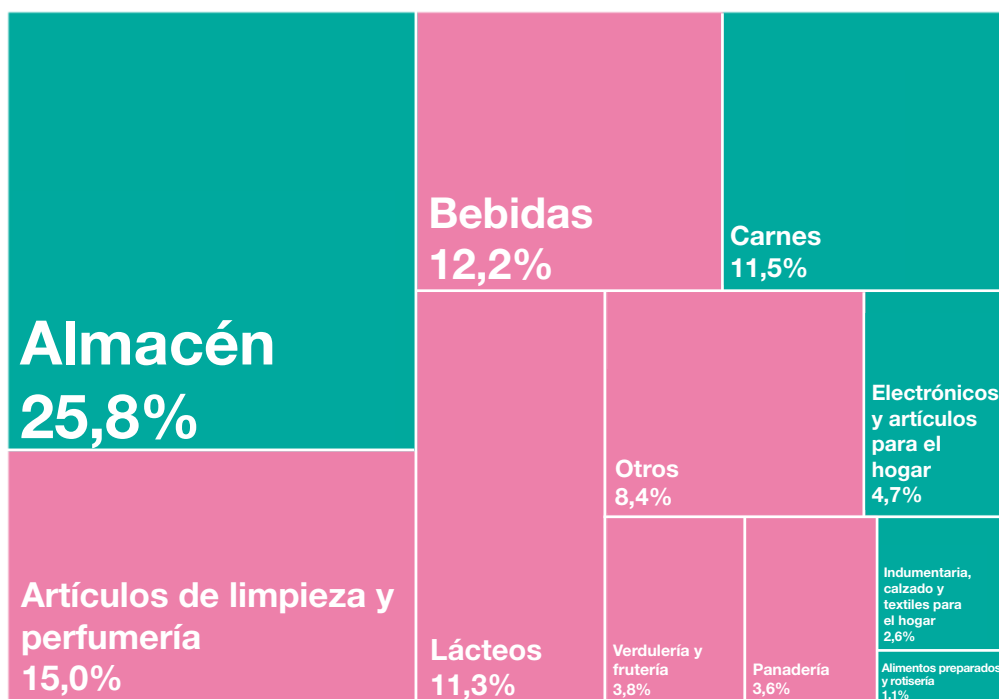 Almacén
25,8%
Artículos de limpieza y
perfumería
15,0%
Bebidas
12,2%
Carnes
11,5%
Lácteos
11,3%
Otros
8,4%
Electrónicos
y artículos
para el
hogar
4,7%
Verdulería y
frutería
3,8%
Panadería
3,6%
Indumentaria,
calzado y
textiles para
el hogar
2,6%
Alimentos preparados
y rotisería
1,1%